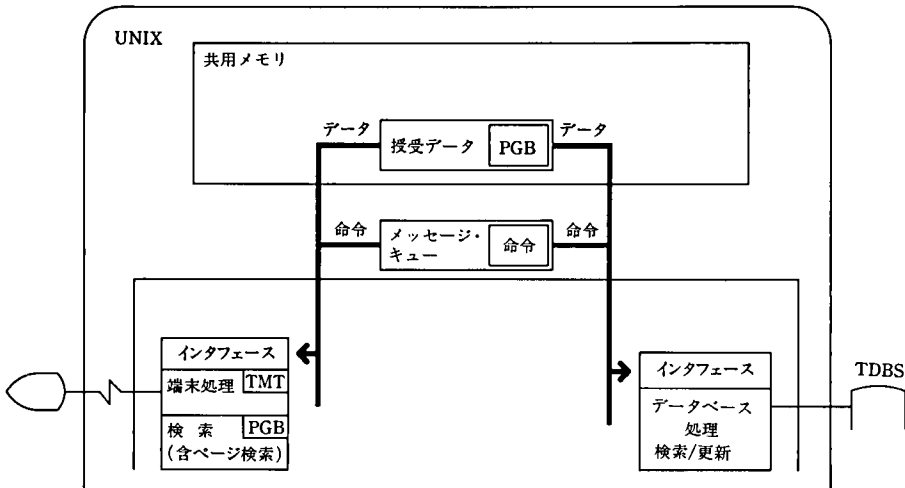 UNIX
共用メモリ
データ
授受データ
PGB
データ
命令
メッセージ・
キュー
命令
命令
インタフェース
端末処理
TMT
検 索
PGB
(含ページ検索)
インタフェース
データベース
処理
検索/更新
TDBS